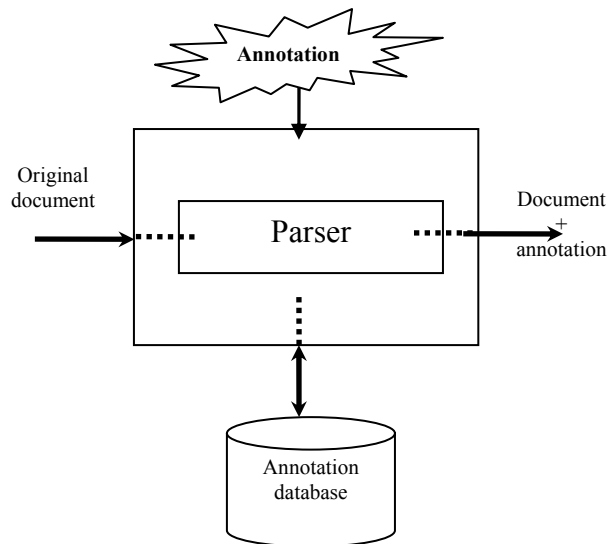 Annotation
Original
document
Parser
Document
+
annotation
Annotation
database